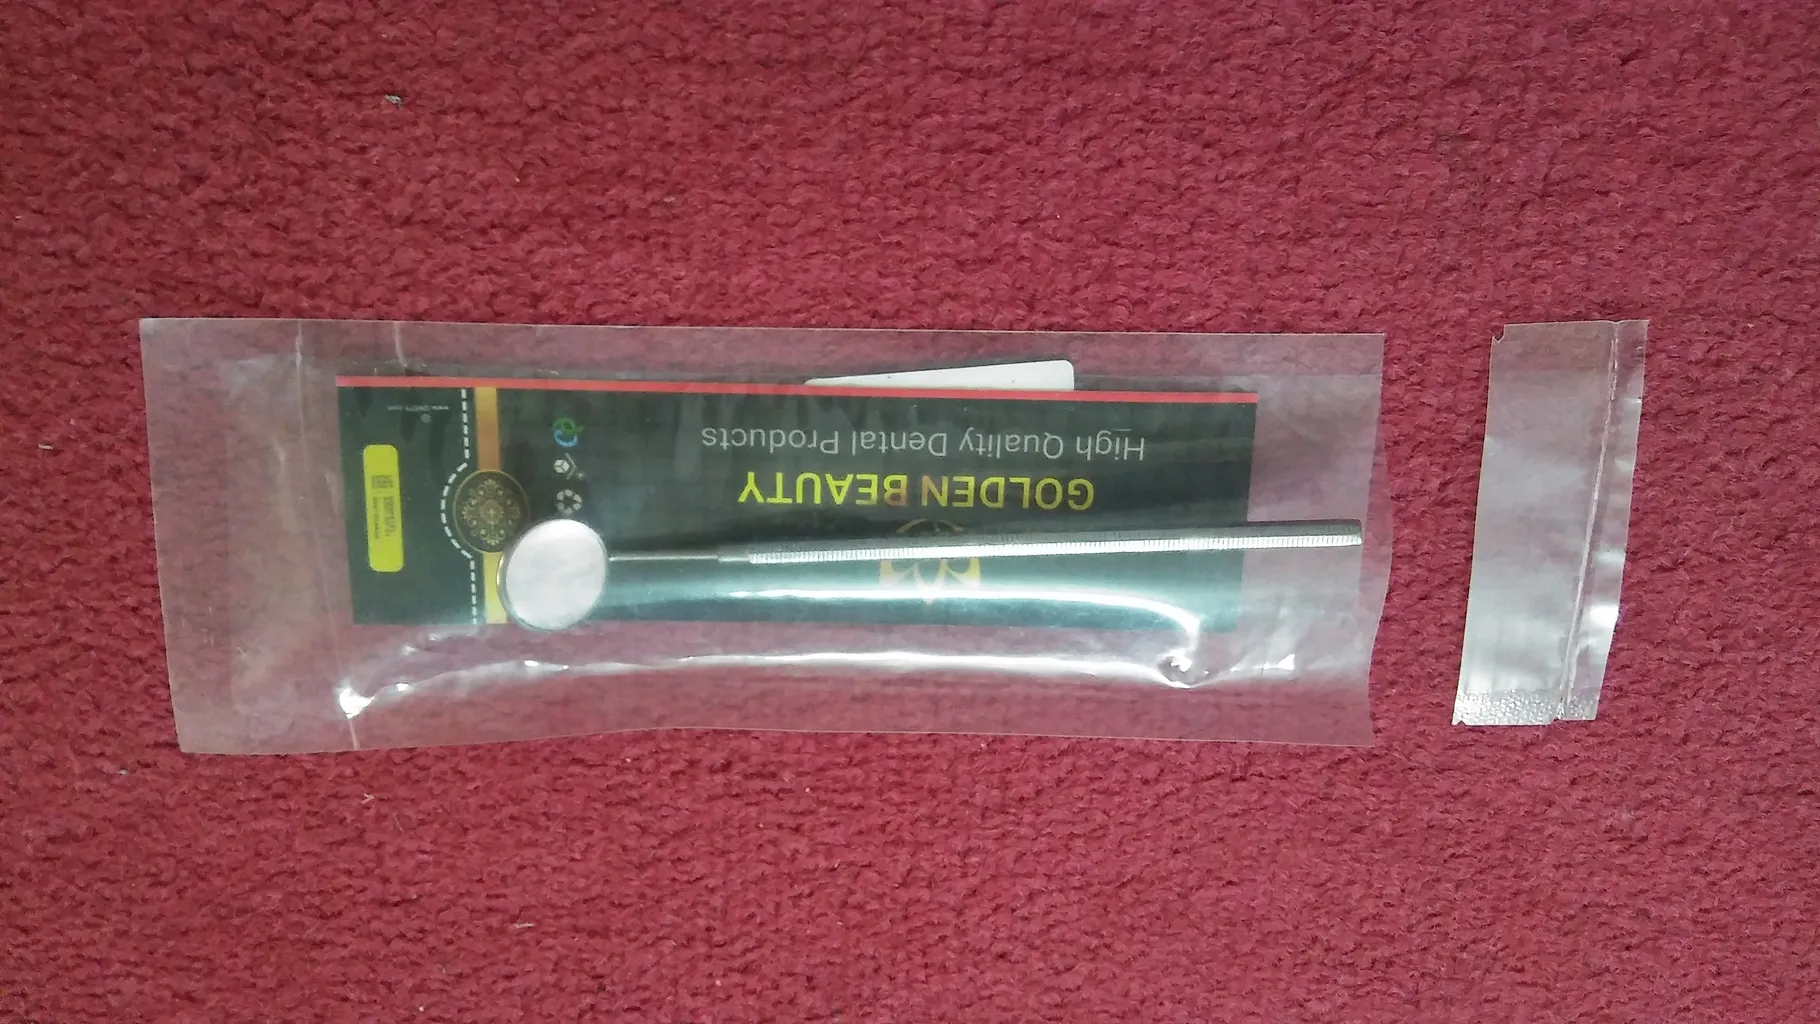 GOLDEN BEAUTY
High Quality Dental Products